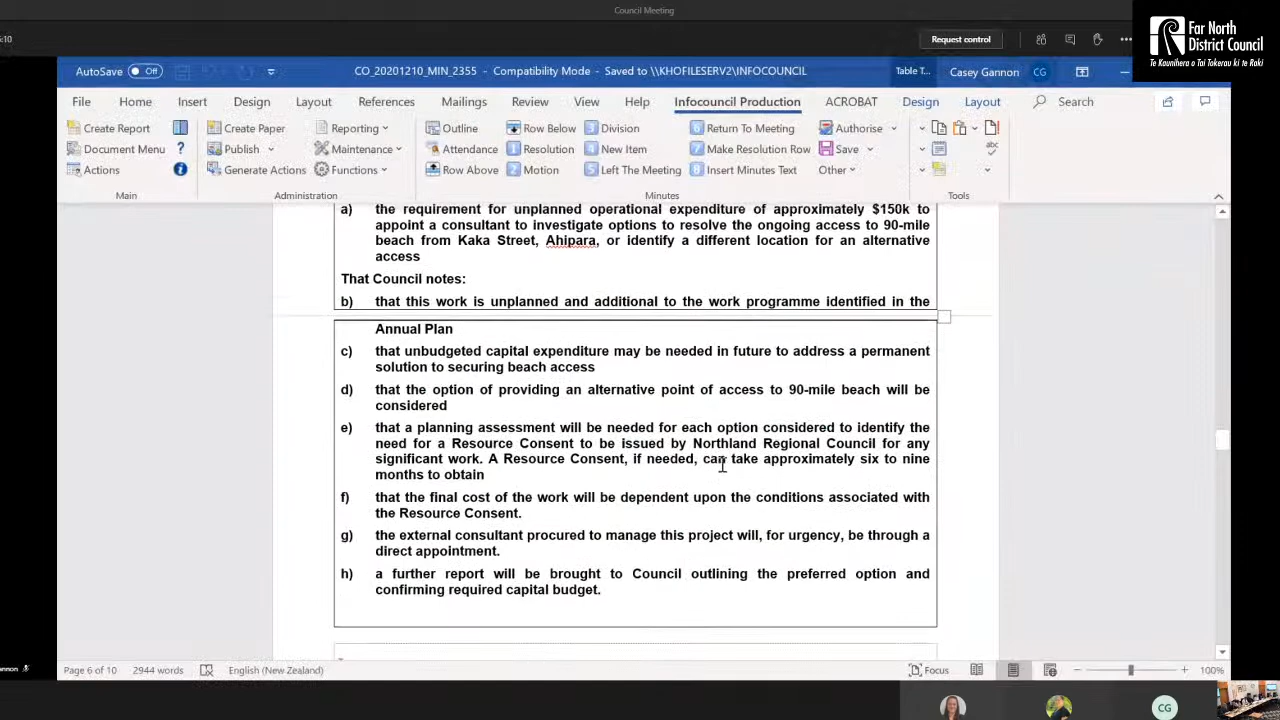 Council Meeting
:10
Request control
Far North
District Council
Te Kaunihera o Tai Tokerau ki te Raki
AutoSave Off
CO_20201210_MIN_2355 - Compatibility Mode - Saved to \\KHOFILESERV2\INFOCOUNCIL
Table T...
Casey Gannon CG
File Home Insert Design Layout References Mailings Review View Help Infocouncil Production ACROBAT Design Layout Search
Create Report Create Paper Reporting Outline Row Below 3 Division 6 Return To Meeting Authorise
Document Menu ? Publish Maintenance Attendance 1 Resolution 4 New Item 7 Make Resolution Row Save abc
Actions Generate Actions Functions Row Above 2 Motion 5 Left The Meeting 8 Insert Minutes Text Other
Main Administration Minutes Tools
a) the requirement for unplanned operational expenditure of approximately $150k to
appoint a consultant to investigate options to resolve the ongoing access to 90-mile
beach from Kaka Street, Ahipara, or identify a different location for an alternative
access
That Council notes:
b) that this work is unplanned and additional to the work programme identified in the
Annual Plan
c) that unbudgeted capital expenditure may be needed in future to address a permanent
solution to securing beach access
d) that the option of providing an alternative point of access to 90-mile beach will be
considered
e) that a planning assessment will be needed for each option considered to identify the
need for a Resource Consent to be issued by Northland Regional Council for any
significant work. A Resource Consent, if needed, can take approximately six to nine
months to obtain
f) that the final cost of the work will be dependent upon the conditions associated with
the Resource Consent.
g) the external consultant procured to manage this project will, for urgency, be through a
direct appointment.
h) a further report will be brought to Council outlining the preferred option and
confirming required capital budget.
annon
Page 6 of 10 2944 words English (New Zealand) Focus 100%
CG